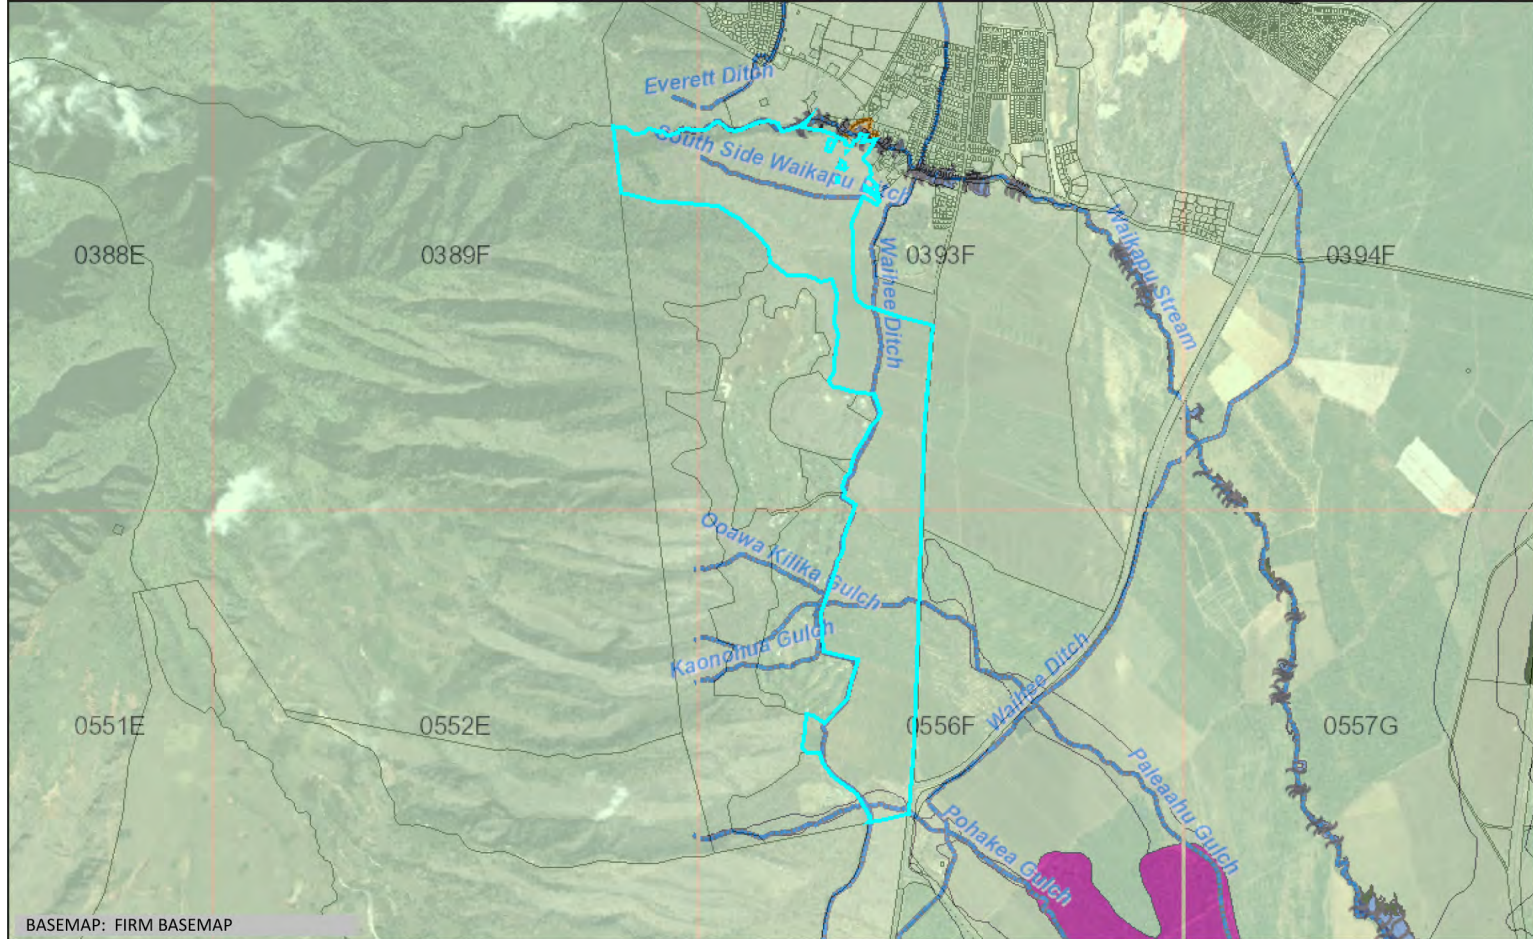 Everett Ditch
South Side Waikapu Ditch
0388E
0389F
Waihee Ditch
0393F
Waikapu Stream
0394F
Ooawa Kilika Gulch
Kaonohua Gulch
0551E
0552E
Waihee Ditch
0556F
0557G
Paleaahu Gulch
Pohakea Gulch
BASEMAP: FIRM BASEMAP